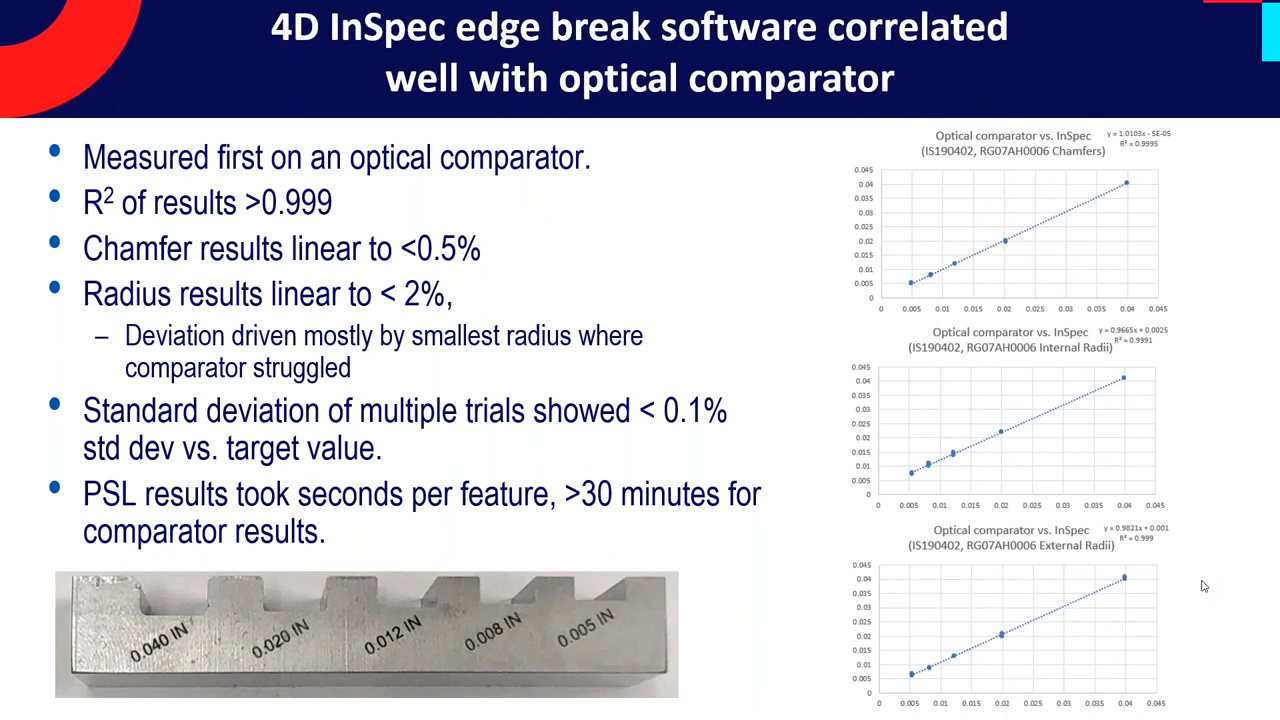 4D InSpec edge break software correlated
well with optical comparator
• Measured first on an optical comparator.
• R² of results >0.999
• Chamfer results linear to <0.5%
• Radius results linear to < 2%,
– Deviation driven mostly by smallest radius where
comparator struggled
• Standard deviation of multiple trials showed < 0.1%
std dev vs. target value.
• PSL results took seconds per feature, >30 minutes for
comparator results.
0.040 IN
0.020 IN
0.012 IN
0.008 IN
0.005 IN
Optical comparator vs. InSpec
(IS190402, RG07AH0006 Chamfers)
y = 1.0103x - 5E-05
R² = 0.9995
0.045
0.04
0.035
0.03
0.025
0.02
0.015
0.01
0.005
0
0 0.005 0.01 0.015 0.02 0.025 0.03 0.035 0.04 0.045
Optical comparator vs. InSpec
(IS190402, RG07AH0006 Internal Radii)
y = 0.9665x + 0.0025
R² = 0.9991
0.045
0.04
0.035
0.03
0.025
0.02
0.015
0.01
0.005
0
0 0.005 0.01 0.015 0.02 0.025 0.03 0.035 0.04 0.045
Optical comparator vs. InSpec
(IS190402, RG07AH0006 External Radii)
y = 0.9821x + 0.001
R² = 0.999
0.045
0.04
0.035
0.03
0.025
0.02
0.015
0.01
0.005
0
0 0.005 0.01 0.015 0.02 0.025 0.03 0.035 0.04 0.045